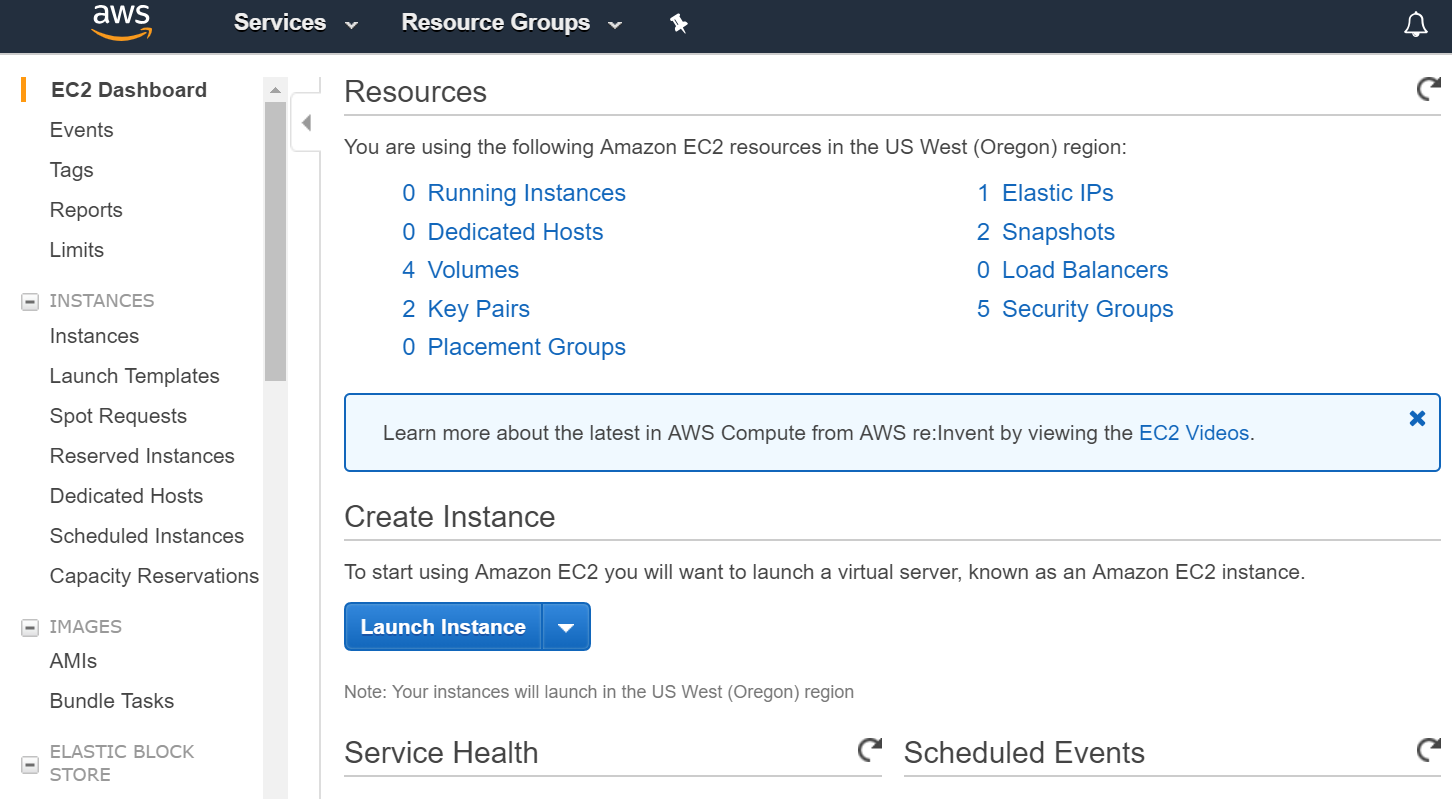 aws
Services
Resource Groups
EC2 Dashboard
Events
Tags
Reports
Limits
INSTANCES
Instances
Launch Templates
Spot Requests
Reserved Instances
Dedicated Hosts
Scheduled Instances
Capacity Reservations
IMAGES
AMIs
Bundle Tasks
ELASTIC BLOCK
STORE
Resources
You are using the following Amazon EC2 resources in the US West (Oregon) region:
0 Running Instances
0 Dedicated Hosts
4 Volumes
2 Key Pairs
0 Placement Groups
1 Elastic IPs
2 Snapshots
0 Load Balancers
5 Security Groups
Learn more about the latest in AWS Compute from AWS re:Invent by viewing the EC2 Videos.
Create Instance
To start using Amazon EC2 you will want to launch a virtual server, known as an Amazon EC2 instance.
Launch Instance
Note: Your instances will launch in the US West (Oregon) region
Service Health
Scheduled Events